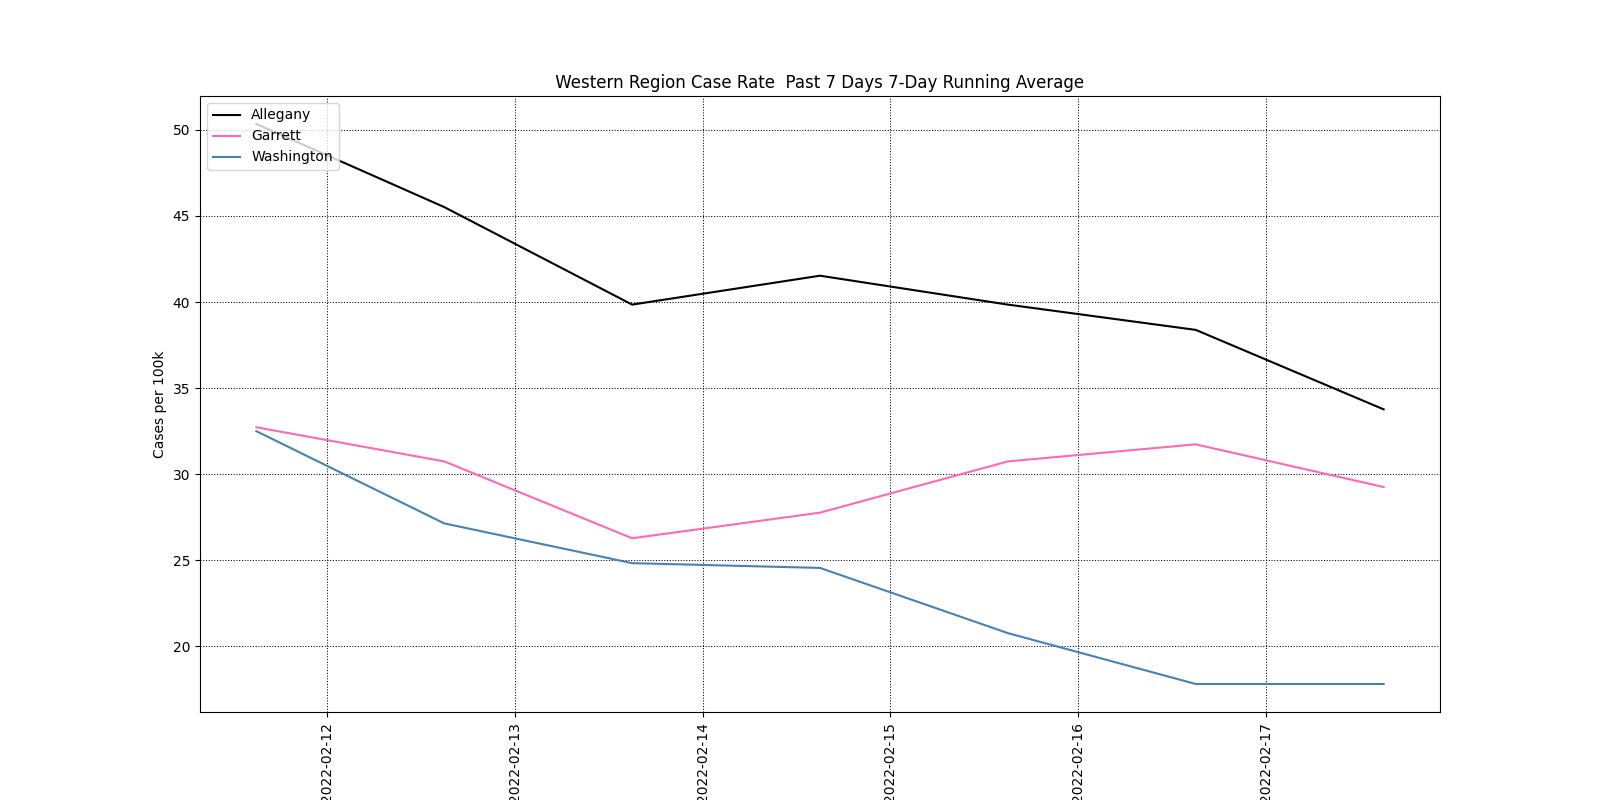 Western Region Case Rate  Past 7 Days 7-Day Running Average
Allegany
Garrett
Washington
Cases per 100k
50
45
40
35
30
25
20
2022-02-12
2022-02-13
2022-02-14
2022-02-15
2022-02-16
2022-02-17